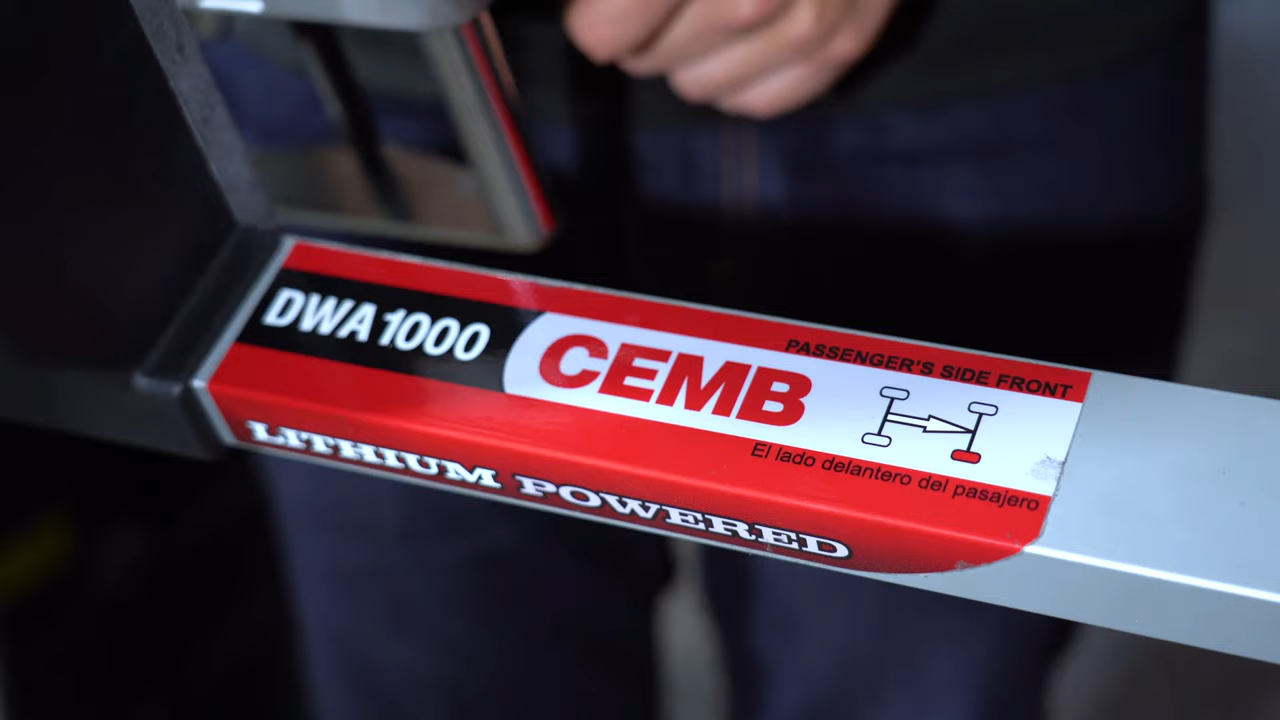 DWA1000
CEMB
PASSENGER'S SIDE FRONT
El lado delantero del pasajero
LITHIUM POWERED